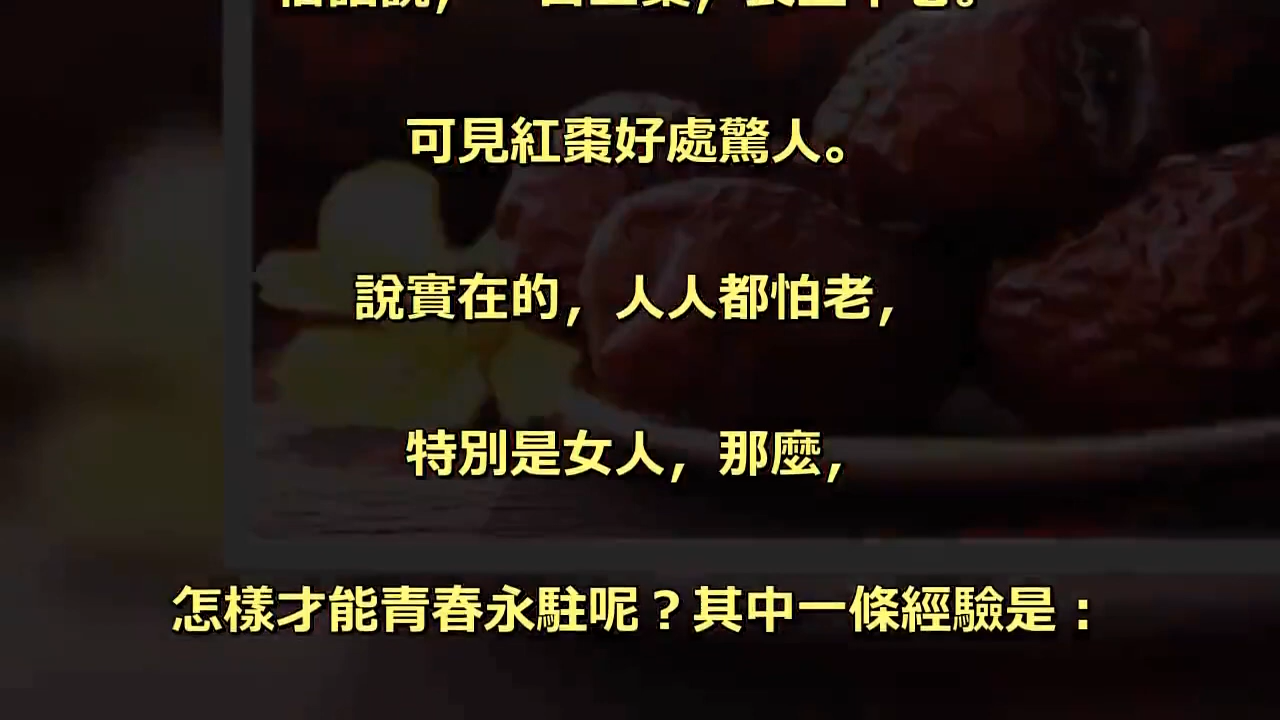 可見紅棗好處驚人。
說實在的，人人都怕老，
特別是女人，那麼，
怎樣才能青春永駐呢？其中一條經驗是：